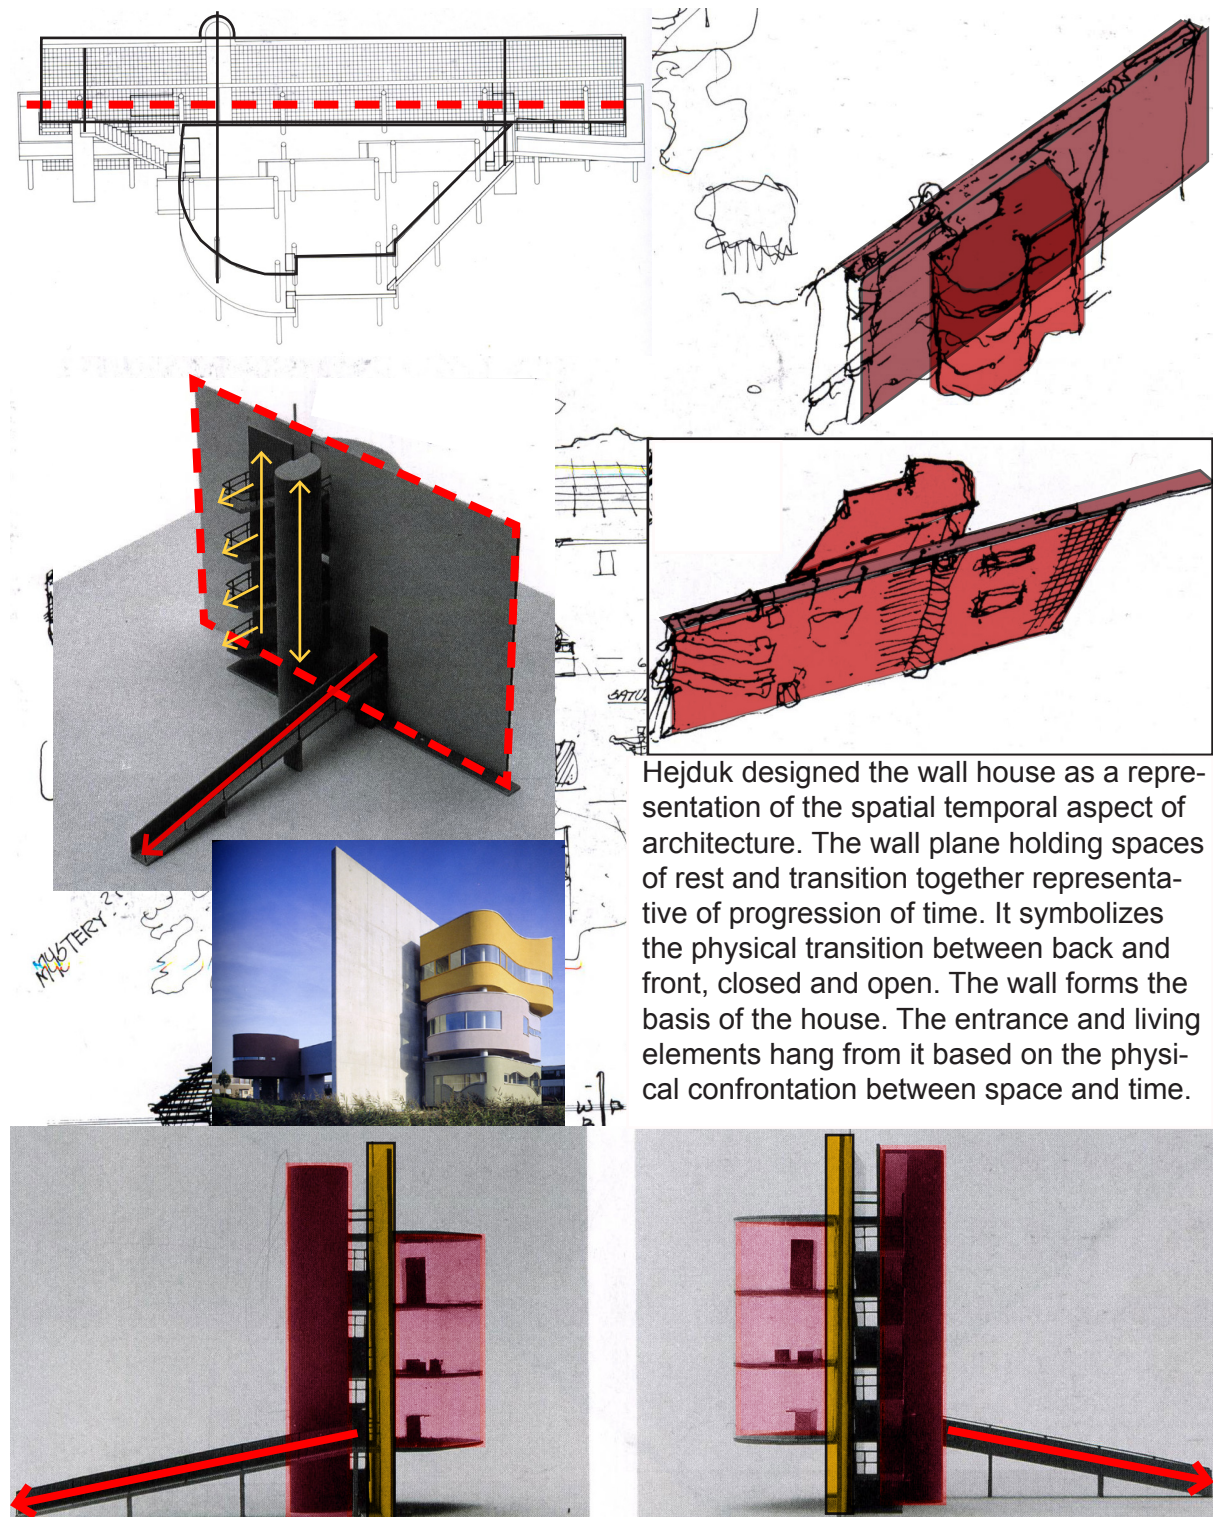 Hejduk designed the wall house as a repre-
sentation of the spatial temporal aspect of
architecture. The wall plane holding spaces
of rest and transition together representa-
tive of progression of time. It symbolizes
the physical transition between back and
front, closed and open. The wall forms the
basis of the house. The entrance and living
elements hang from it based on the physi-
cal confrontation between space and time.
MYSTERY?